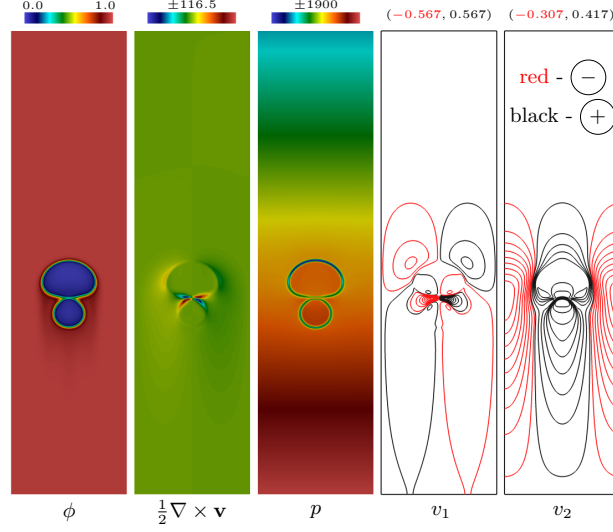 0.0 1.0 ±116.5 ±1900 (−0.567, 0.567) (−0.307, 0.417)
red - −
black - +
ϕ ½∇ × v p v₁ v₂